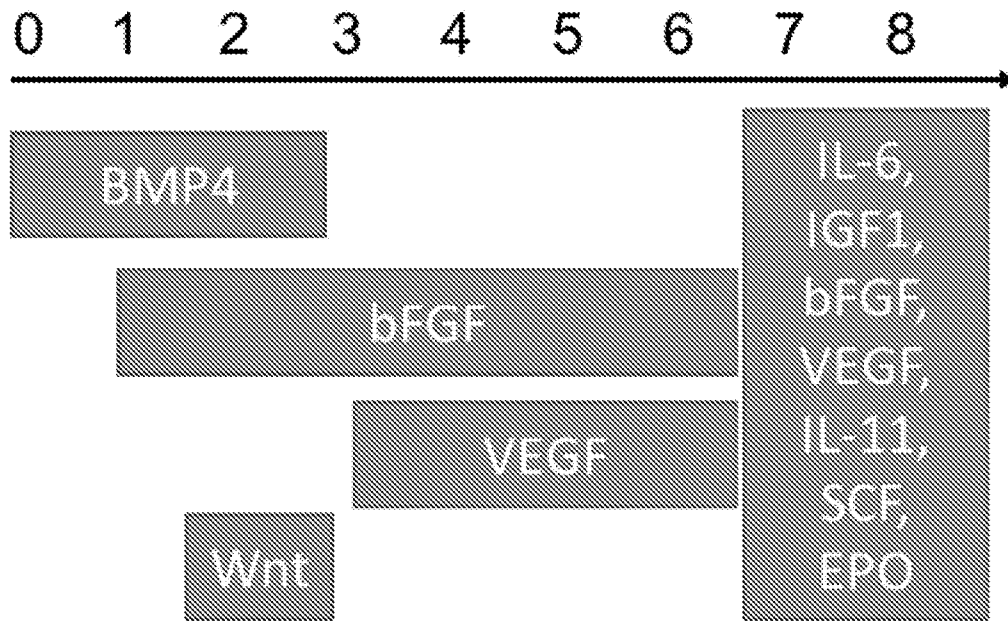 0 1 2 3 4 5 6 7 8
BMP4
bFGF
VEGF
Wnt
IL-6,
IGF1,
bFGF,
VEGF,
IL-11,
SCF,
EPO